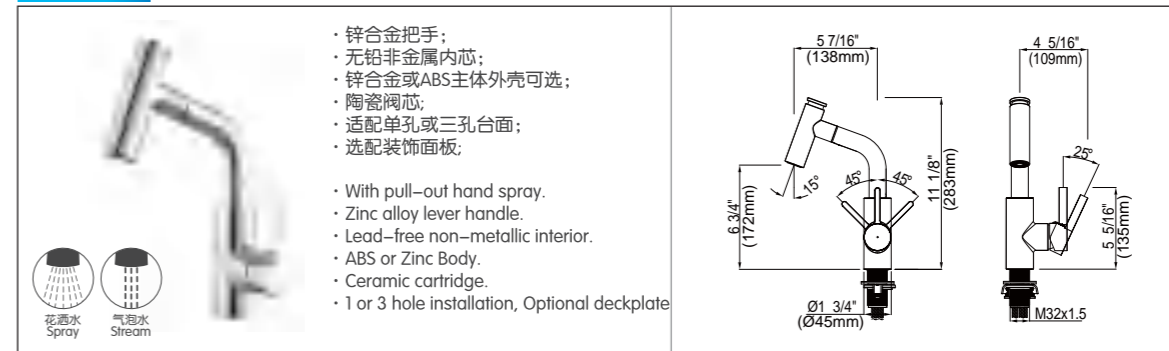 · 锌合金把手；
· 无铅非金属内芯；
· 锌合金或ABS主体外壳可选；
· 陶瓷阀芯;
· 适配单孔或三孔台面；
· 选配装饰面板;
· With pull-out hand spray.
· Zinc alloy lever handle.
· Lead-free non-metallic interior.
· ABS or Zinc Body.
· Ceramic cartridge.
· 1 or 3 hole installation, Optional deckplate
花洒水
Spray
气泡水
Stream
5 7/16"
(138mm)
15°
45°
45°
6 3/4"
(172mm)
11 1/8"
(283mm)
Ø1 3/4"
(Ø45mm)
4 5/16"
(109mm)
25°
5 5/16"
(135mm)
M32x1.5